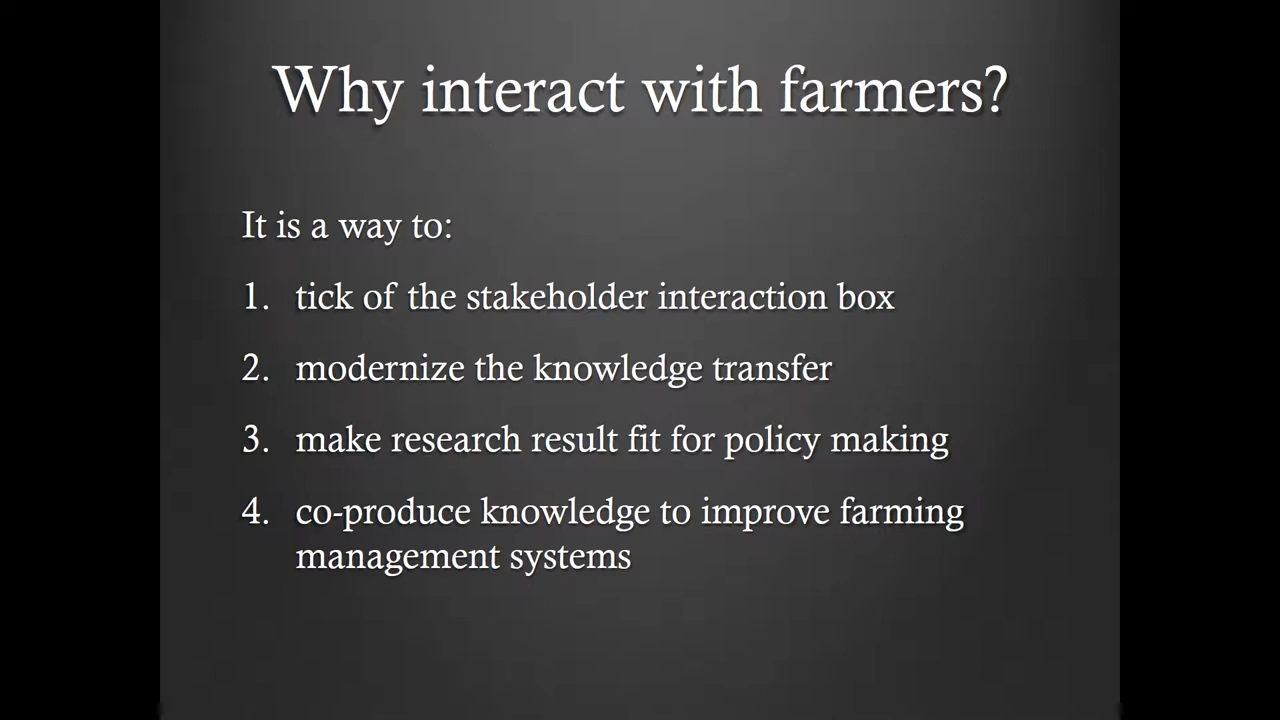 Why interact with farmers?
It is a way to:
1. tick of the stakeholder interaction box
2. modernize the knowledge transfer
3. make research result fit for policy making
4. co-produce knowledge to improve farming
management systems